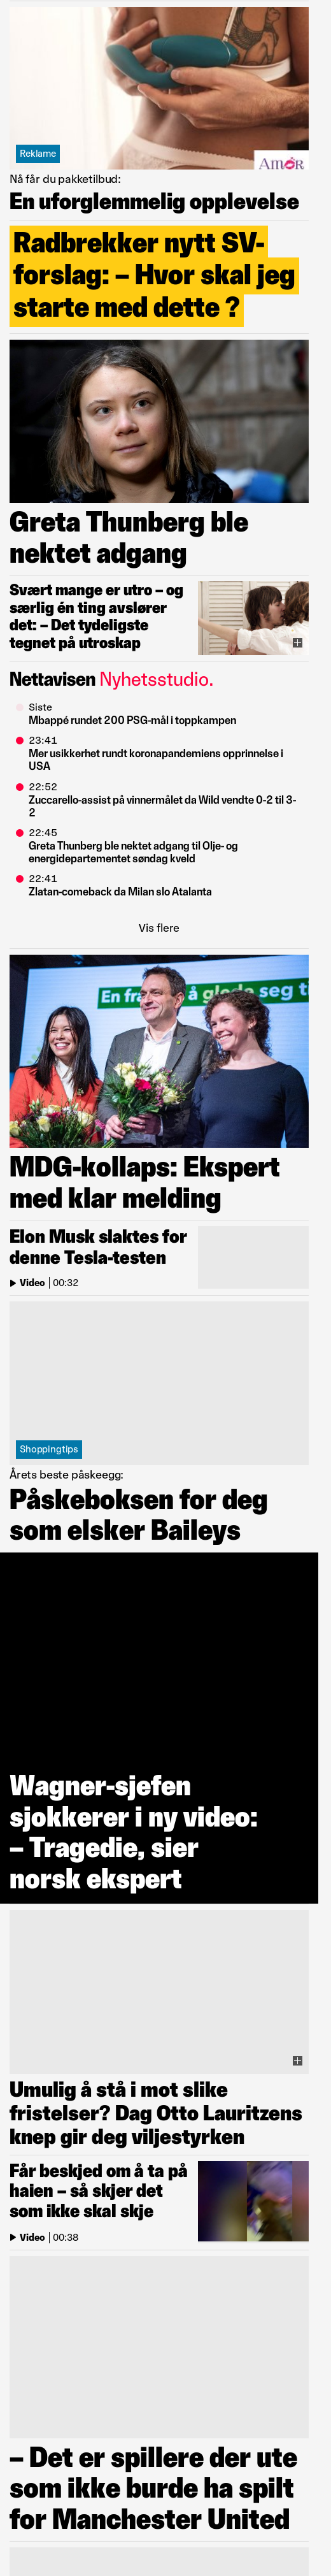 Reklame
AMOR
Nå får du pakketilbud:
En uforglemmelig opplevelse
Radbrekker nytt SV-
forslag: – Hvor skal jeg
starte med dette ?
Greta Thunberg ble
nektet adgang
Svært mange er utro – og
særlig én ting avslører
det: – Det tydeligste
tegnet på utroskap
Nettavisen Nyhetsstudio.
Siste
Mbappé rundet 200 PSG-mål i toppkampen
23:41
Mer usikkerhet rundt koronapandemiens opprinnelse i
USA
22:52
Zuccarello-assist på vinnermålet da Wild vendte 0-2 til 3-
2
22:45
Greta Thunberg ble nektet adgang til Olje- og
energidepartementet søndag kveld
22:41
Zlatan-comeback da Milan slo Atalanta
Vis flere
MDG-kollaps: Ekspert
med klar melding
Elon Musk slaktes for
denne Tesla-testen
Video | 00:32
Shoppingtips
Årets beste påskeegg:
Påskeboksen for deg
som elsker Baileys
Wagner-sjefen
sjokkerer i ny video:
– Tragedie, sier
norsk ekspert
Umulig å stå i mot slike
fristelser? Dag Otto Lauritzens
knep gir deg viljestyrken
Får beskjed om å ta på
haien – så skjer det
som ikke skal skje
Video | 00:38
– Det er spillere der ute
som ikke burde ha spilt
for Manchester United